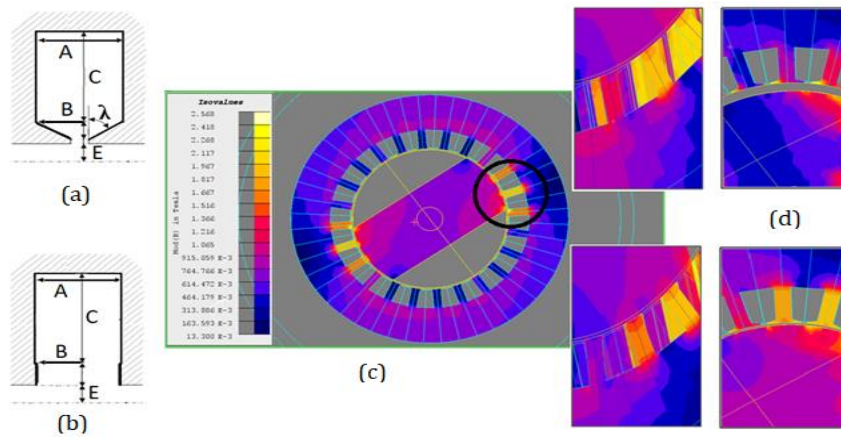 (a)
A
C
B
λ
E
(b)
A
C
B
E
(c)
Isovalues
Mod(B) in Tesla
2.568
2.418
2.268
2.117
1.967
1.817
1.667
1.516
1.366
1.216
1.065
915.059 E-3
764.766 E-3
614.472 E-3
464.179 E-3
313.886 E-3
163.593 E-3
13.300 E-3
(d)